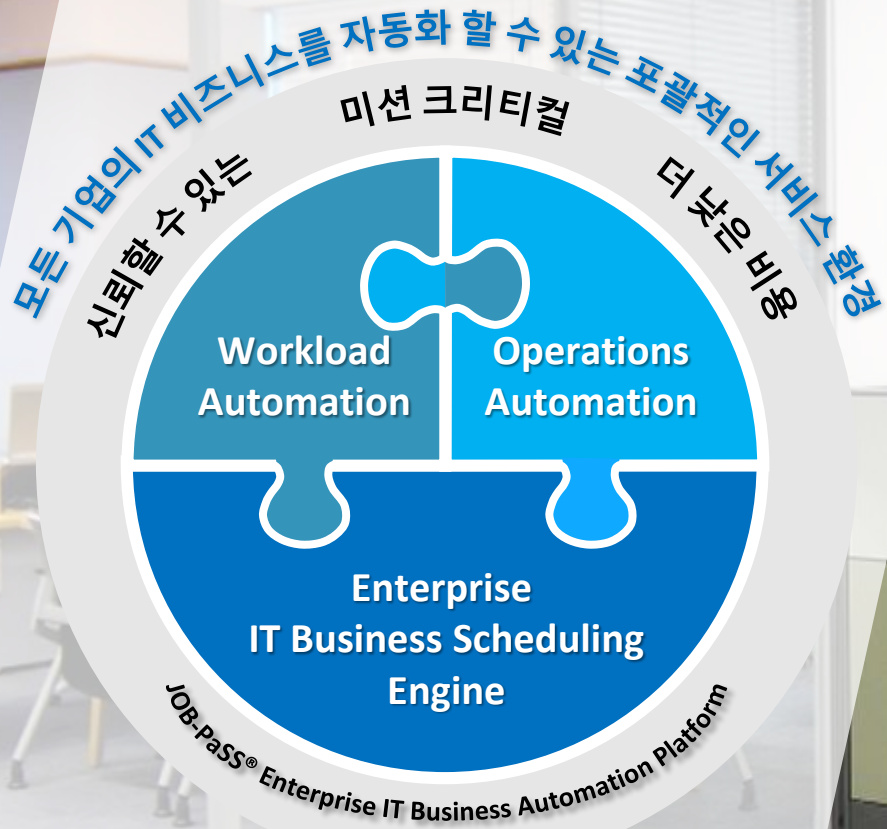 모든 기업의 IT 비즈니스를 자동화 할 수 있는 포괄적인 서비스 환경
신뢰할 수 있는
미션 크리티컬
더 낮은 비용
Workload
Automation
Operations
Automation
Enterprise
IT Business Scheduling
Engine
JOB-PaSS® Enterprise IT Business Automation Platform